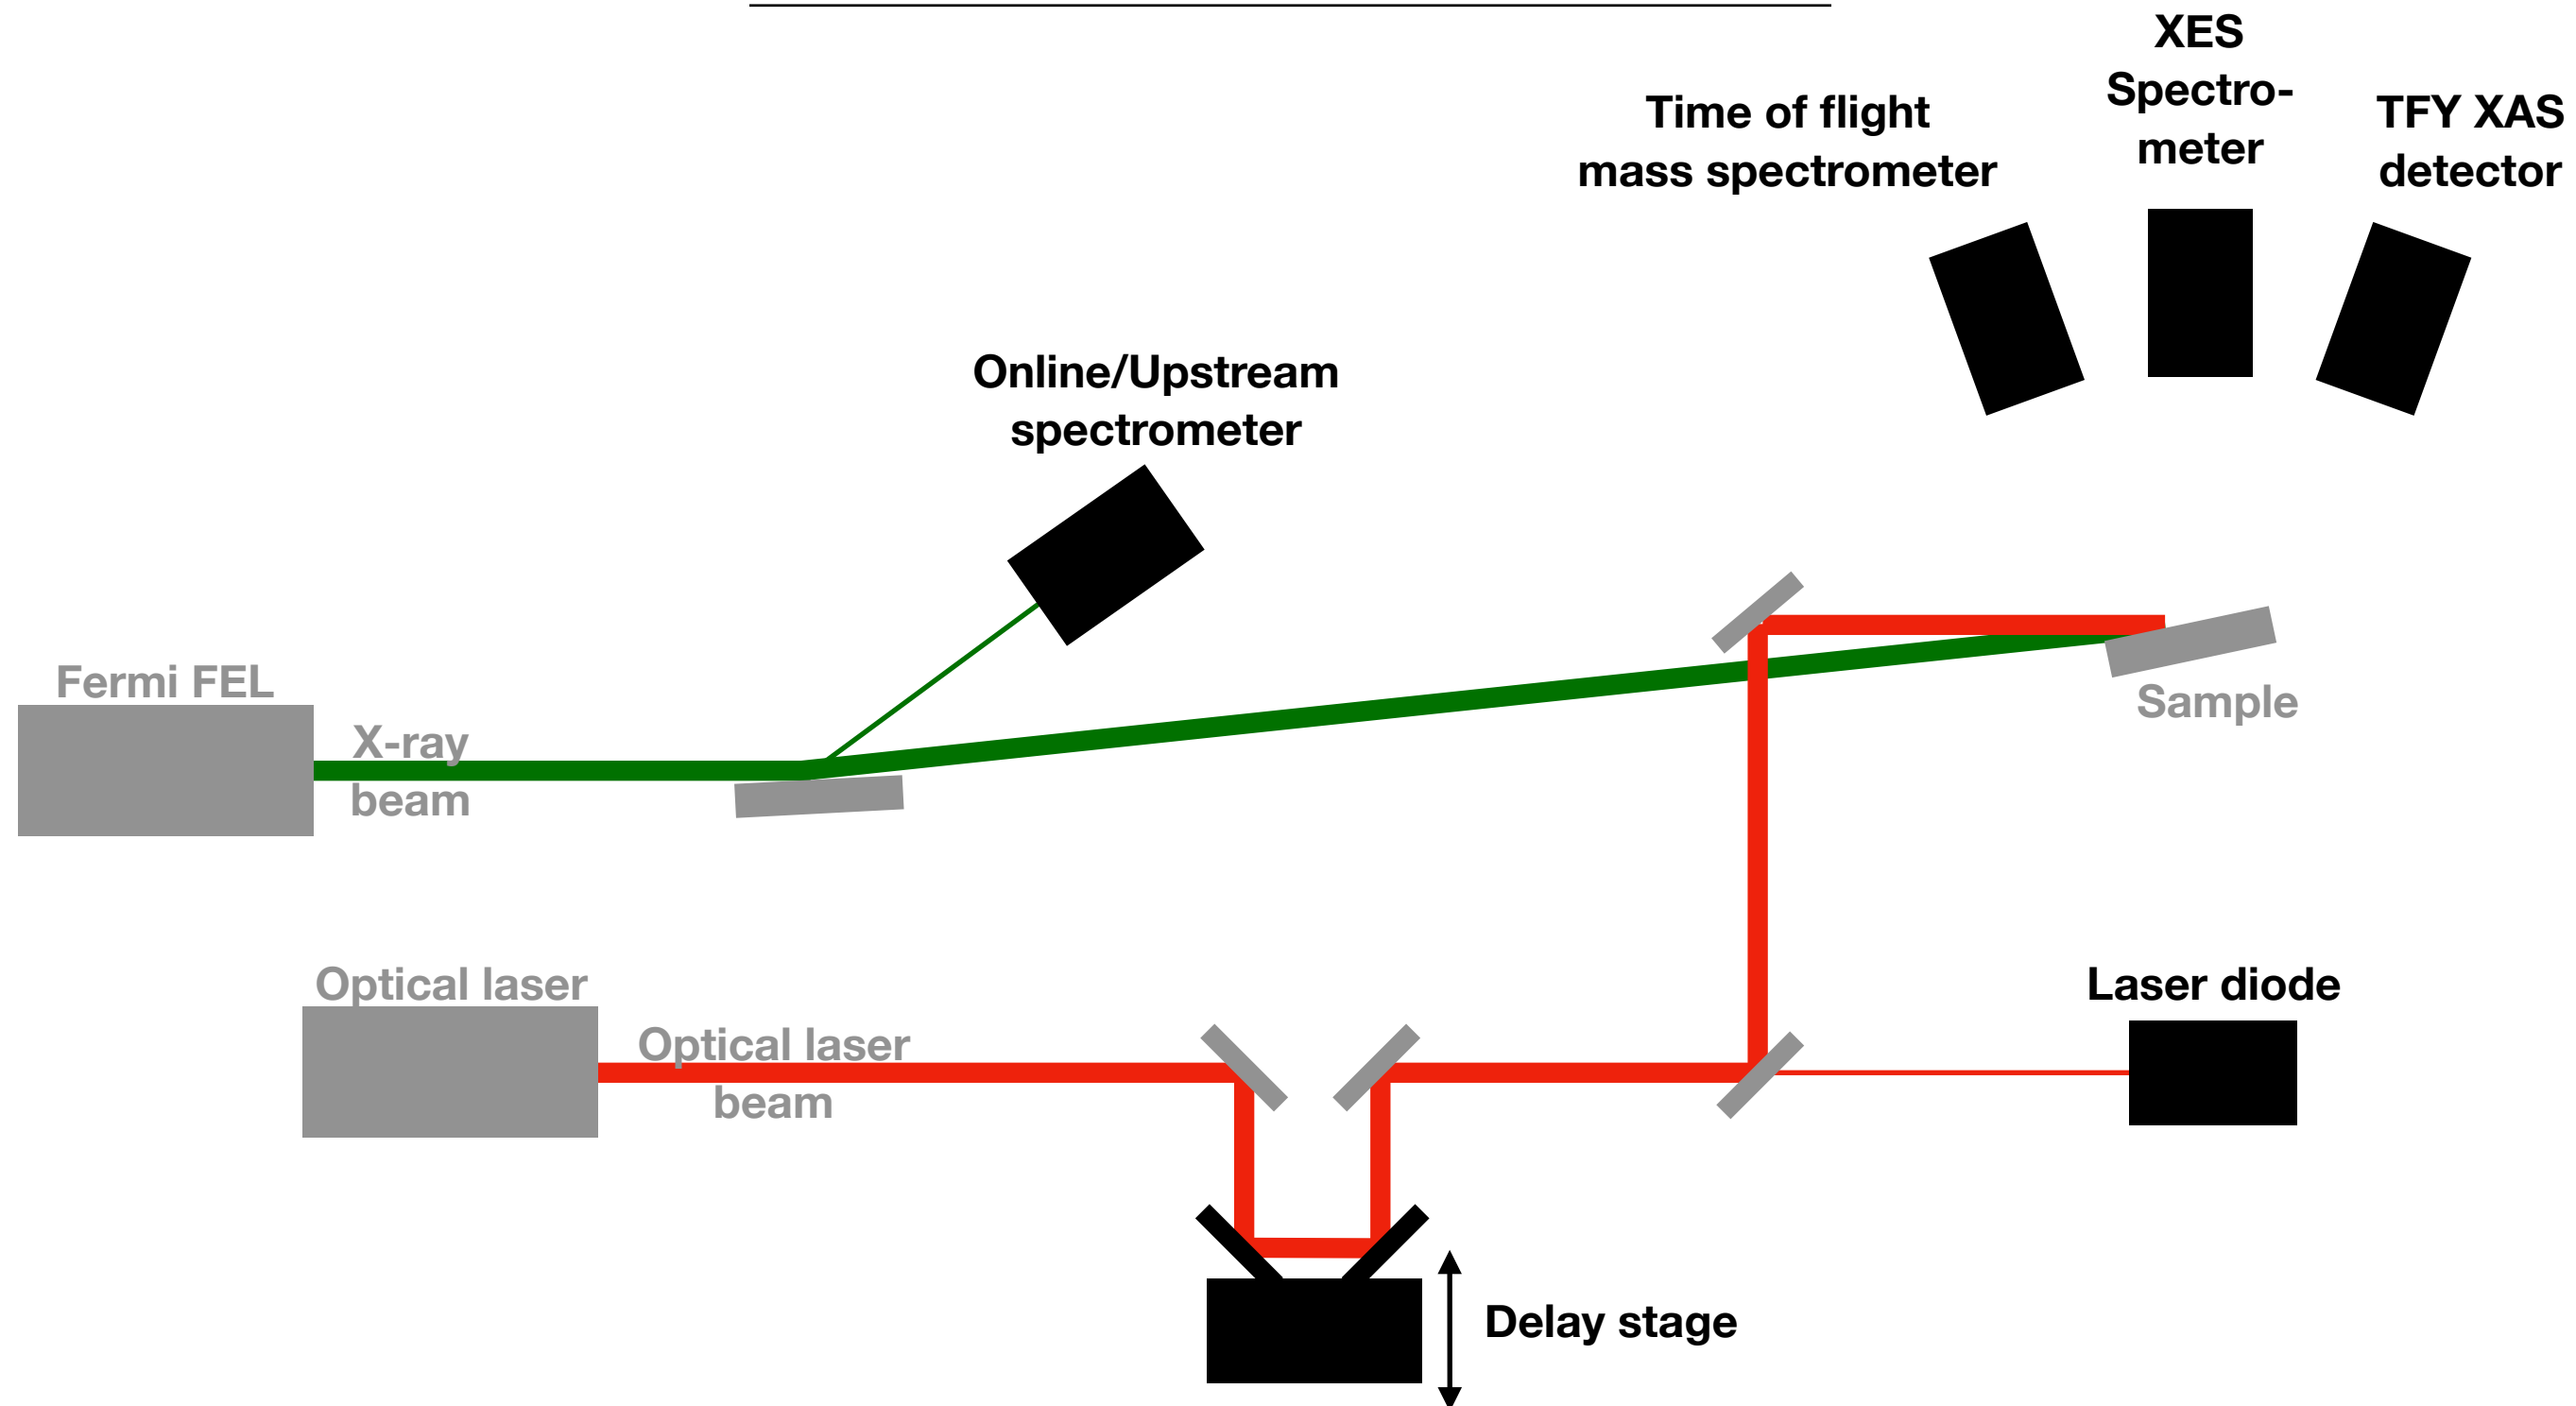 XES
Spectro-
meter
Time of flight
mass spectrometer
TFY XAS
detector
Online/Upstream
spectrometer
Fermi FEL
X-ray
beam
Sample
Optical laser
Optical laser
beam
Laser diode
Delay stage